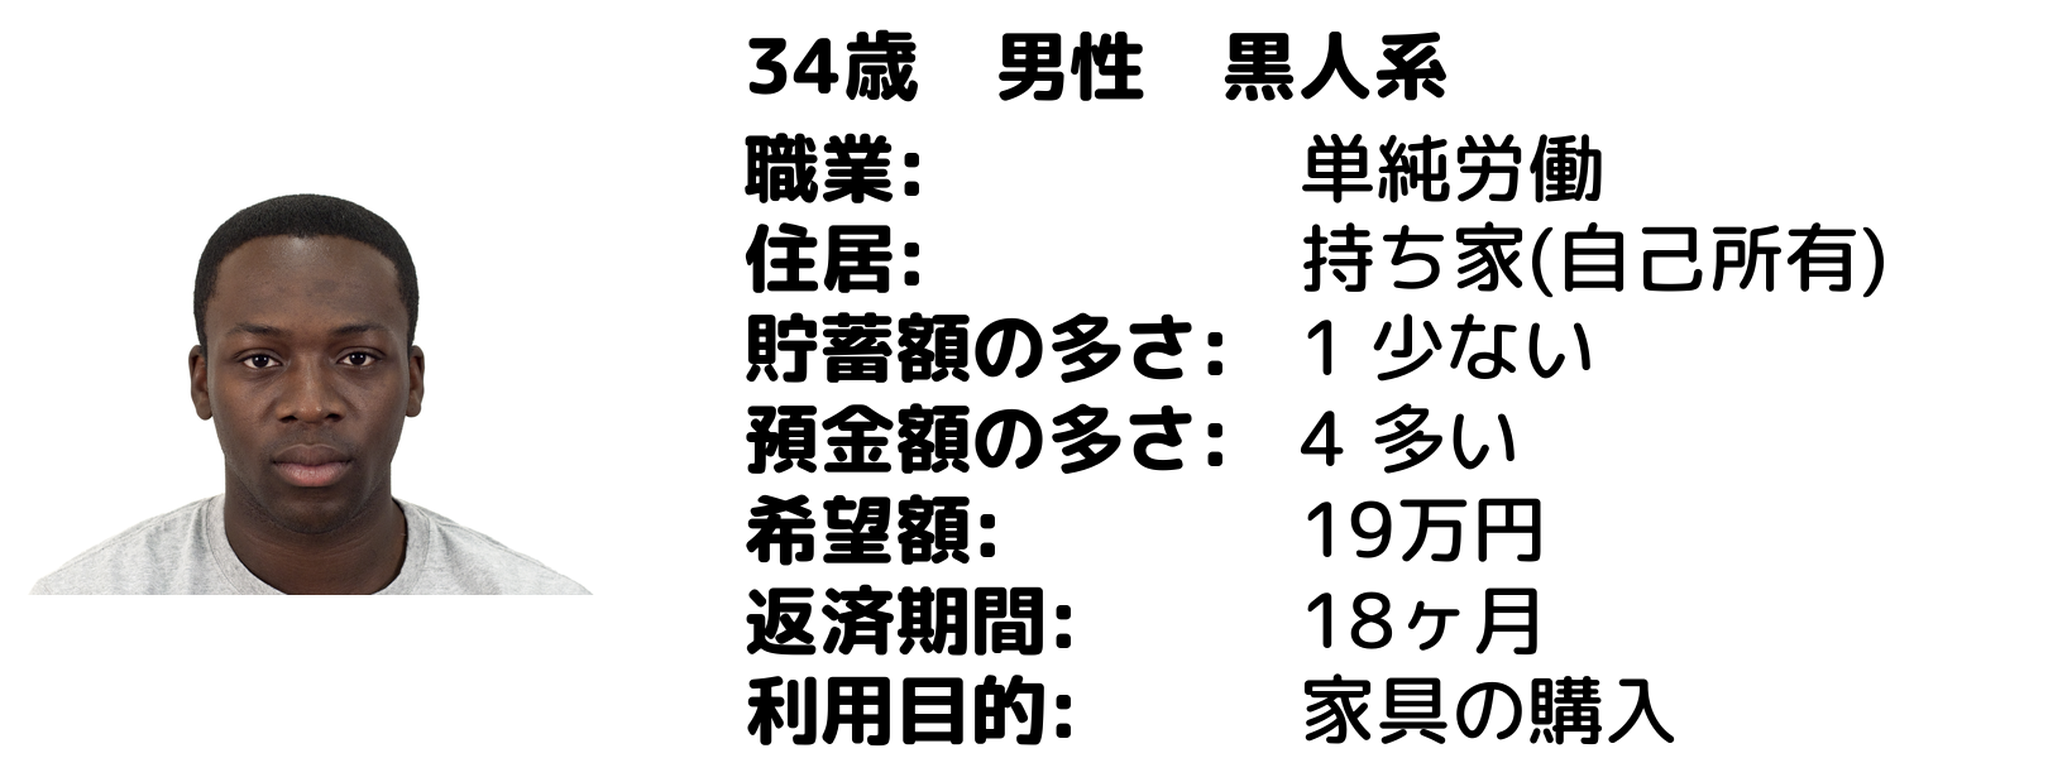 34歳　男性　黒人系
職業: 単純労働
住居: 持ち家(自己所有)
貯蓄額の多さ: 1 少ない
預金額の多さ: 4 多い
希望額: 19万円
返済期間: 18ヶ月
利用目的: 家具の購入